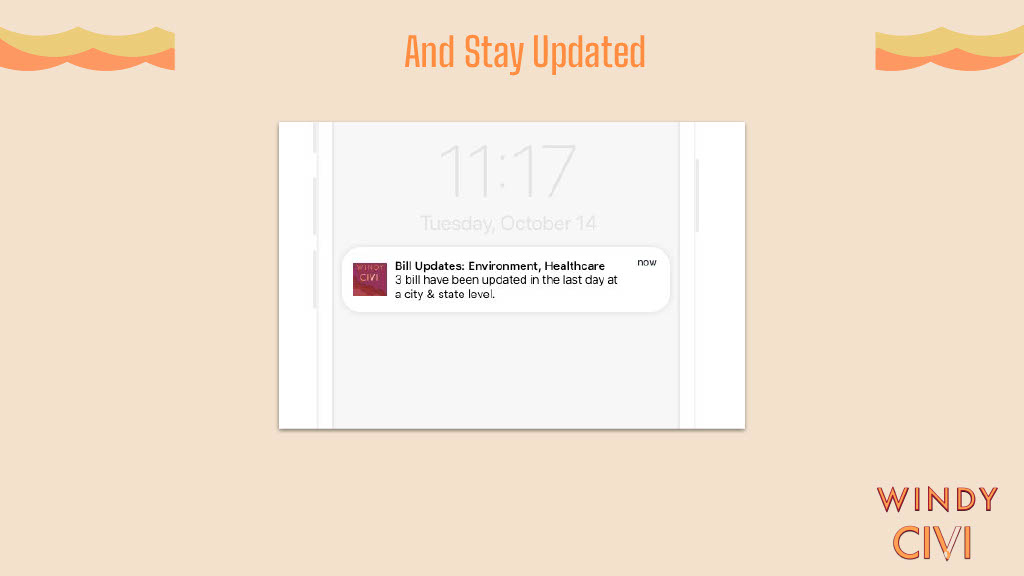 And Stay Updated
11:17
Tuesday, October 14
Bill Updates: Environment, Healthcare
now
WINDY
CIVI
3 bill have been updated in the last day at
a city & state level.
WINDY
CIVI